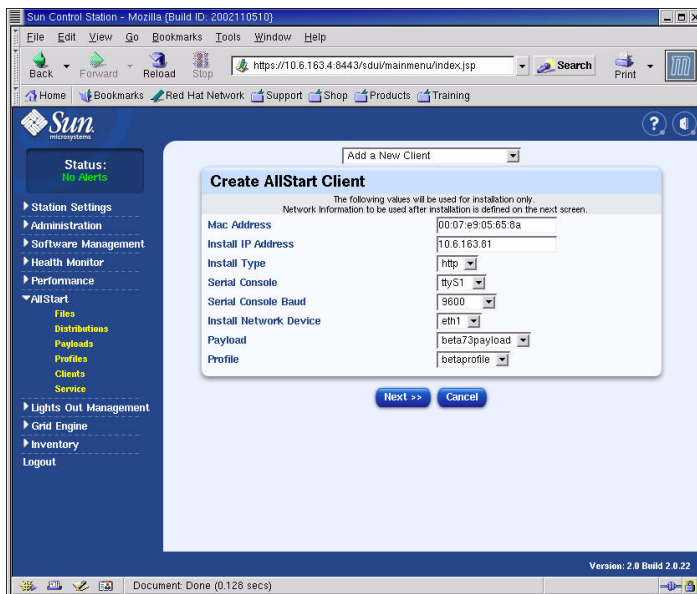 Sun Control Station - Mozilla {Build ID: 2002110510}
File Edit View Go Bookmarks Tools Window Help
Back Forward Reload Stop https://10.6.163.4:8443/sdui/mainmenu/index.jsp Search Print
Home Bookmarks Red Hat Network Support Shop Products Training
Sun
microsystems
?
Status:
No Alerts
Station Settings
Administration
Software Management
Health Monitor
Performance
AllStart
Files
Distributions
Payloads
Profiles
Clients
Service
Lights Out Management
Grid Engine
Inventory
Logout
Add a New Client
Create AllStart Client
The following values will be used for installation only.
Network Information to be used after installation is defined on the next screen.
Mac Address 00:07:e9:05:65:8a
Install IP Address 10.6.163.81
Install Type http
Serial Console ttyS1
Serial Console Baud 9600
Install Network Device eth1
Payload beta73payload
Profile betaprofile
Next >> Cancel
Version: 2.0 Build 2.0.22
Document: Done (0.128 secs)